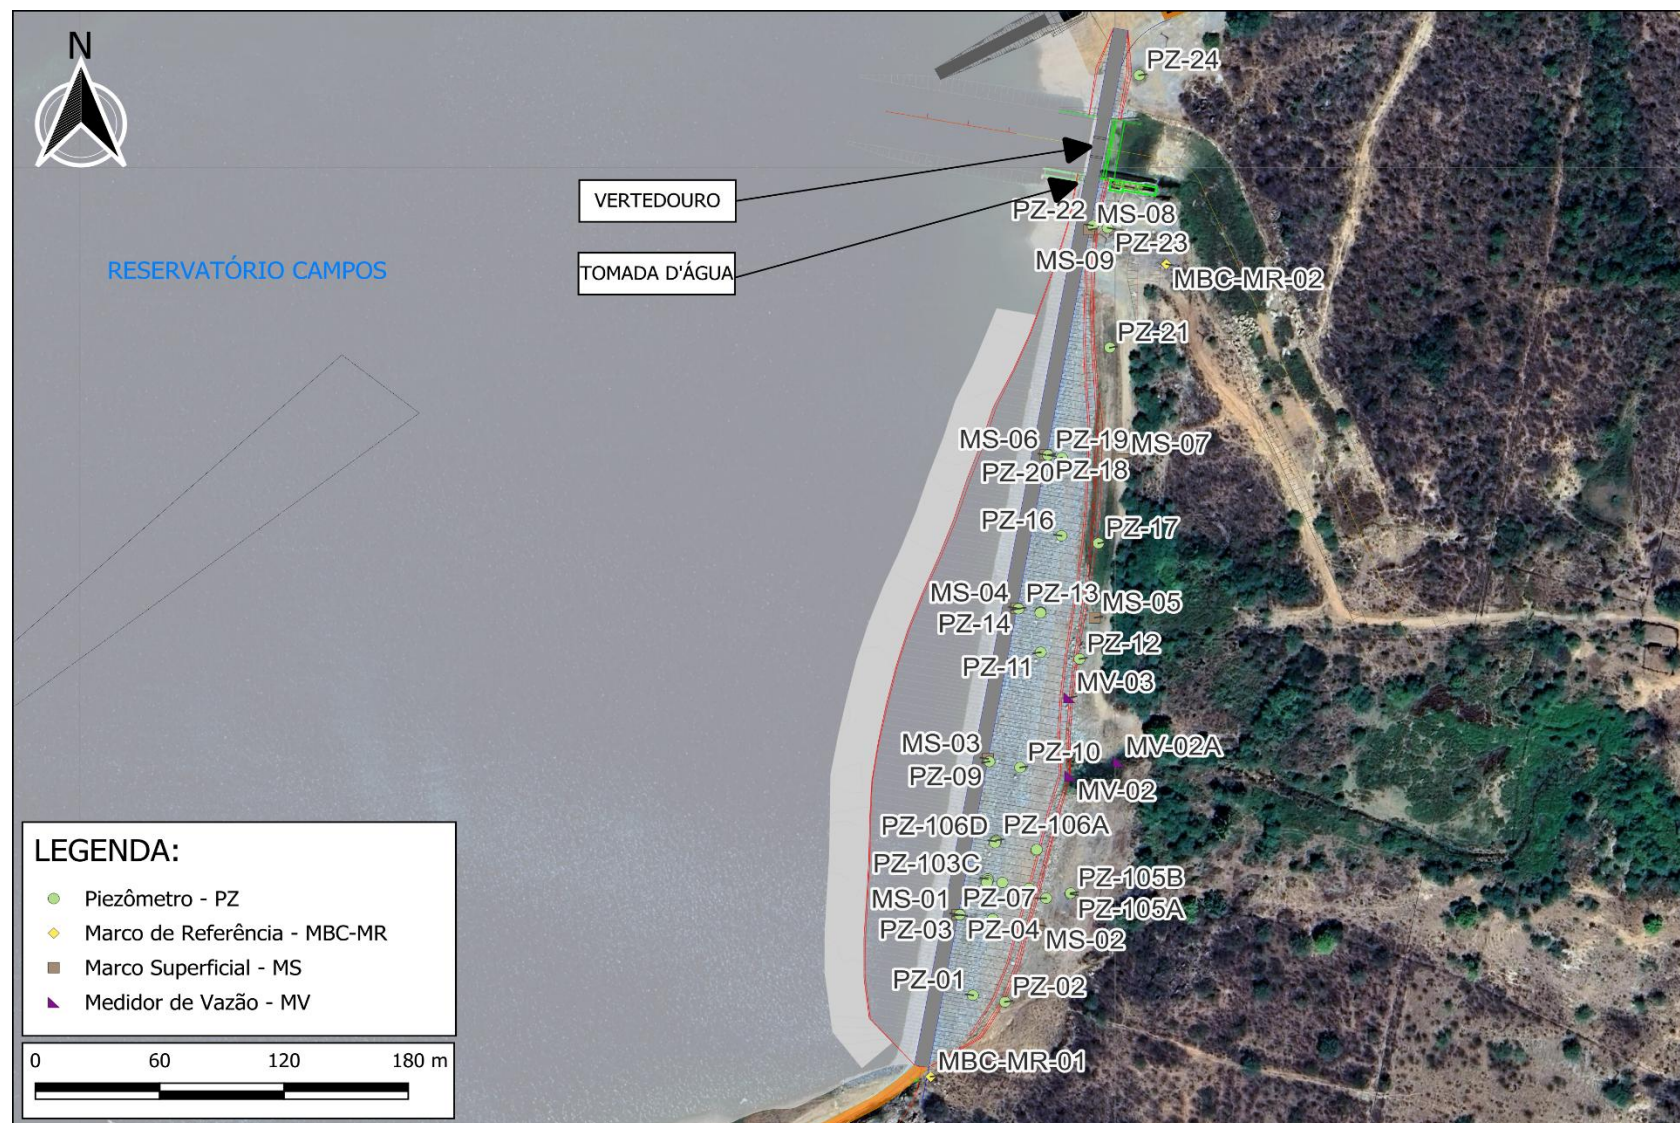 N
PZ-24
VERTEDOURO
PZ-22 MS-08
PZ-23
MS-09
RESERVATÓRIO CAMPOS
TOMADA D'ÁGUA
MBC-MR-02
PZ-21
MS-06 PZ-19 MS-07
PZ-20 PZ-18
PZ-16 PZ-17
MS-04 PZ-13 MS-05
PZ-14
PZ-12
PZ-11
MV-03
MS-03 PZ-10 MV-02A
PZ-09
MV-02
PZ-106D PZ-106A
PZ-103C
PZ-105B
MS-01 PZ-07
PZ-105A
PZ-03 PZ-04
MS-02
PZ-01 PZ-02
MBC-MR-01
LEGENDA:
Piezômetro - PZ
Marco de Referência - MBC-MR
Marco Superficial - MS
Medidor de Vazão - MV
0 60 120 180 m